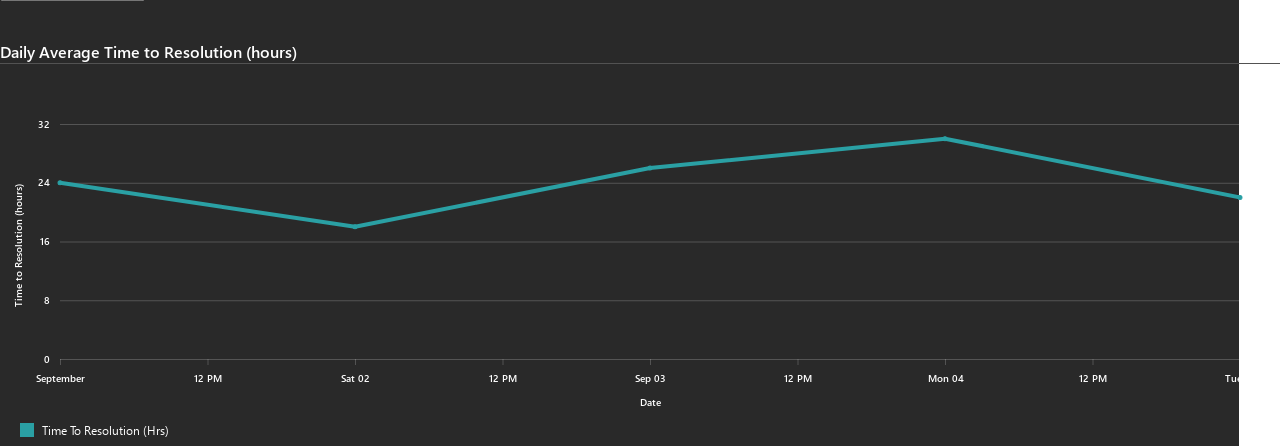 Daily Average Time to Resolution (hours)
32
24
16
8
0
Time to Resolution (hours)
September 12 PM Sat 02 12 PM Sep 03 12 PM Mon 04 12 PM Tue
Date
Time To Resolution (Hrs)